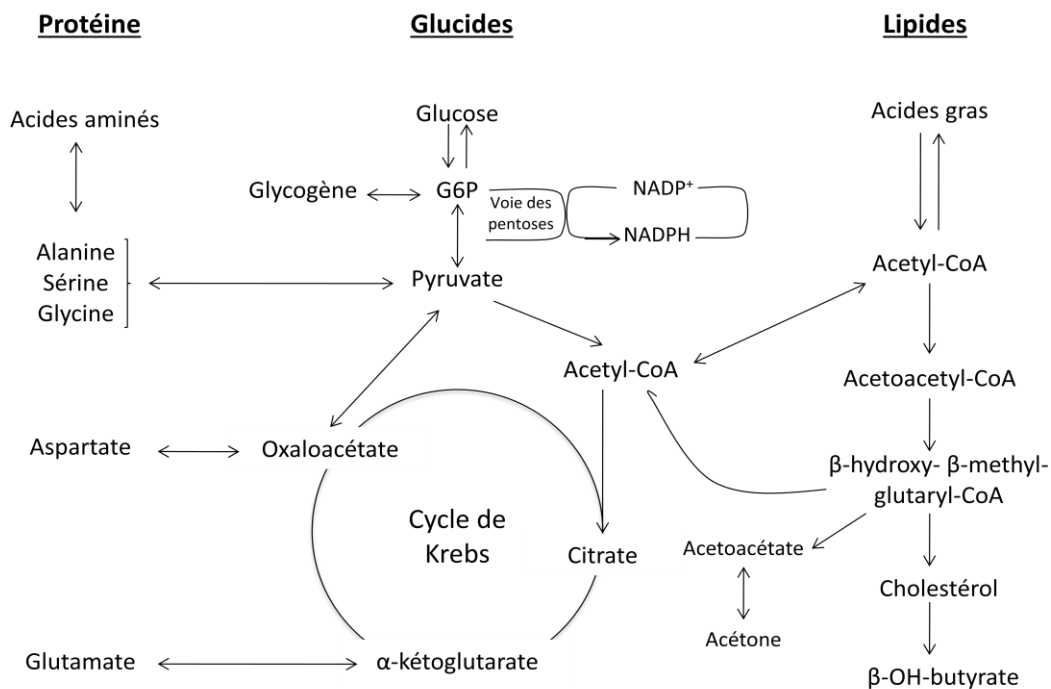 Protéine
Glucides
Lipides
Acides aminés
Glucose
Acides gras
Glycogène
G6P
Voie des
pentoses
NADP⁺
NADPH
Alanine
Sérine
Glycine
Pyruvate
Acetyl-CoA
Acetyl-CoA
Acetoacetyl-CoA
Aspartate
Oxaloacétate
β-hydroxy- β-methyl-
glutaryl-CoA
Cycle de
Krebs
Citrate
Acetoacétate
Cholestérol
Acétone
Glutamate
α-kétoglutarate
β-OH-butyrate